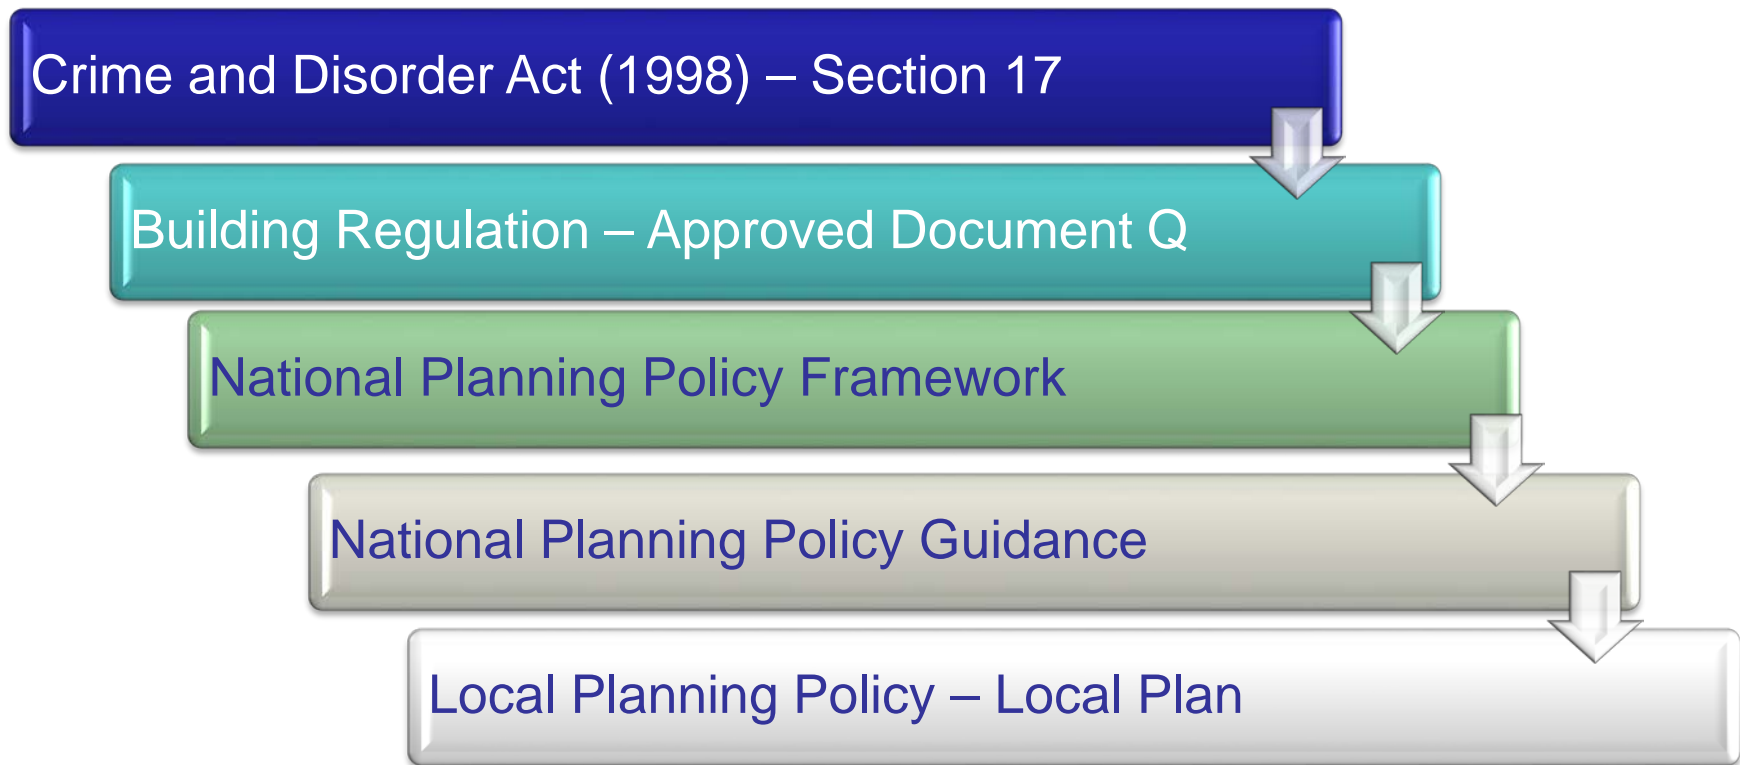 Crime and Disorder Act (1998) – Section 17
Building Regulation – Approved Document Q
National Planning Policy Framework
National Planning Policy Guidance
Local Planning Policy – Local Plan